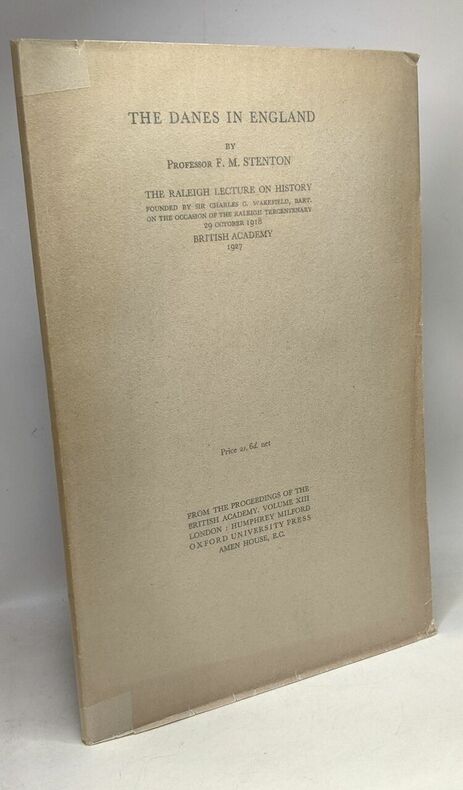 THE DANES IN ENGLAND
BY
PROFESSOR F. M. STENTON
THE RALEIGH LECTURE ON HISTORY
FOUNDED BY SIR CHARLES C. WAKEFIELD, BART.
ON THE OCCASION OF THE RALEIGH TERCENTENARY
29 OCTOBER 1918
BRITISH ACADEMY
1927
Price 2s. 6d. net
FROM THE PROCEEDINGS OF THE
BRITISH ACADEMY. VOLUME XIII
LONDON : HUMPHREY MILFORD
OXFORD UNIVERSITY PRESS
AMEN HOUSE, E.C.